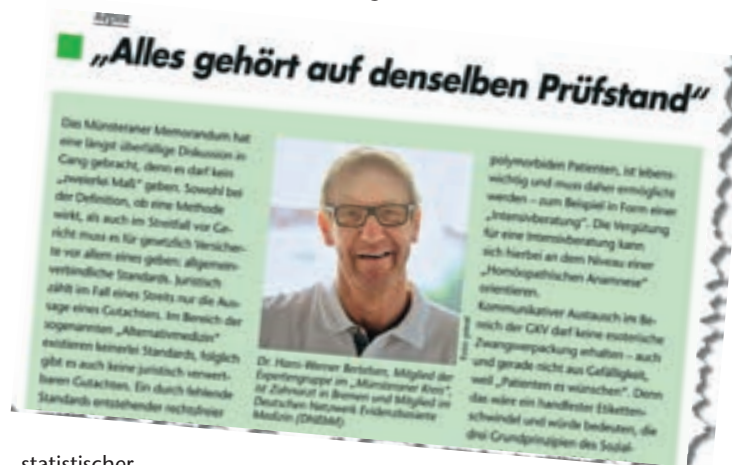 „Alles gehört auf denselben Prüfstand“
Das Münsteraner Memorandum hat
eine längst überfällige Diskussion in
Gang gebracht, denn es darf kein
„zweierlei Maß“ geben. Sowohl bei
der Definition, ob eine Methode
wirkt, als auch im Streitfall vor Ge-
richt muss es für gesetzlich Versicher-
te vor allem eines geben: allgemein-
verbindliche Standards. Juristisch
zählt im Fall eines Streits nur die Aus-
sage eines Gutachten. Im Bereich der
sogenannten „Alternativmedizin“
existieren keinerlei Standards, folglich
gibt es auch keine juristisch verwert-
baren Gutachten. Ein durch fehlende
Standards entstehender rechtsfreier
Dr. Hans-Werner Bertelsen, Mitglied der
Expertengruppe im „Münsteraner Kreis“,
ist Zahnarzt in Bremen und Mitglied im
Deutschen Netzwerk Evidenzbasierte
Medizin (DNEbM)
Foto: privat
polymorbiden Patienten, ist lebens-
wichtig und muss daher ermöglicht
werden – zum Beispiel in Form einer
„Intensivberatung“. Die Vergütung
für eine Intensivberatung kann
sich hierbei an dem Niveau einer
„Homöopathischen Anamnese“
orientieren.
Kommunikativer Austausch im Be-
reich der GKV darf keine esoterische
Zwangsverpackung erhalten – auch
und gerade nicht aus Gefälligkeit,
weil „Patienten es wünschen“. Denn
das wäre ein handfester Etiketten-
schwindel und würde bedeuten, die
drei Grundprinzipien des Sozial-
statistischer